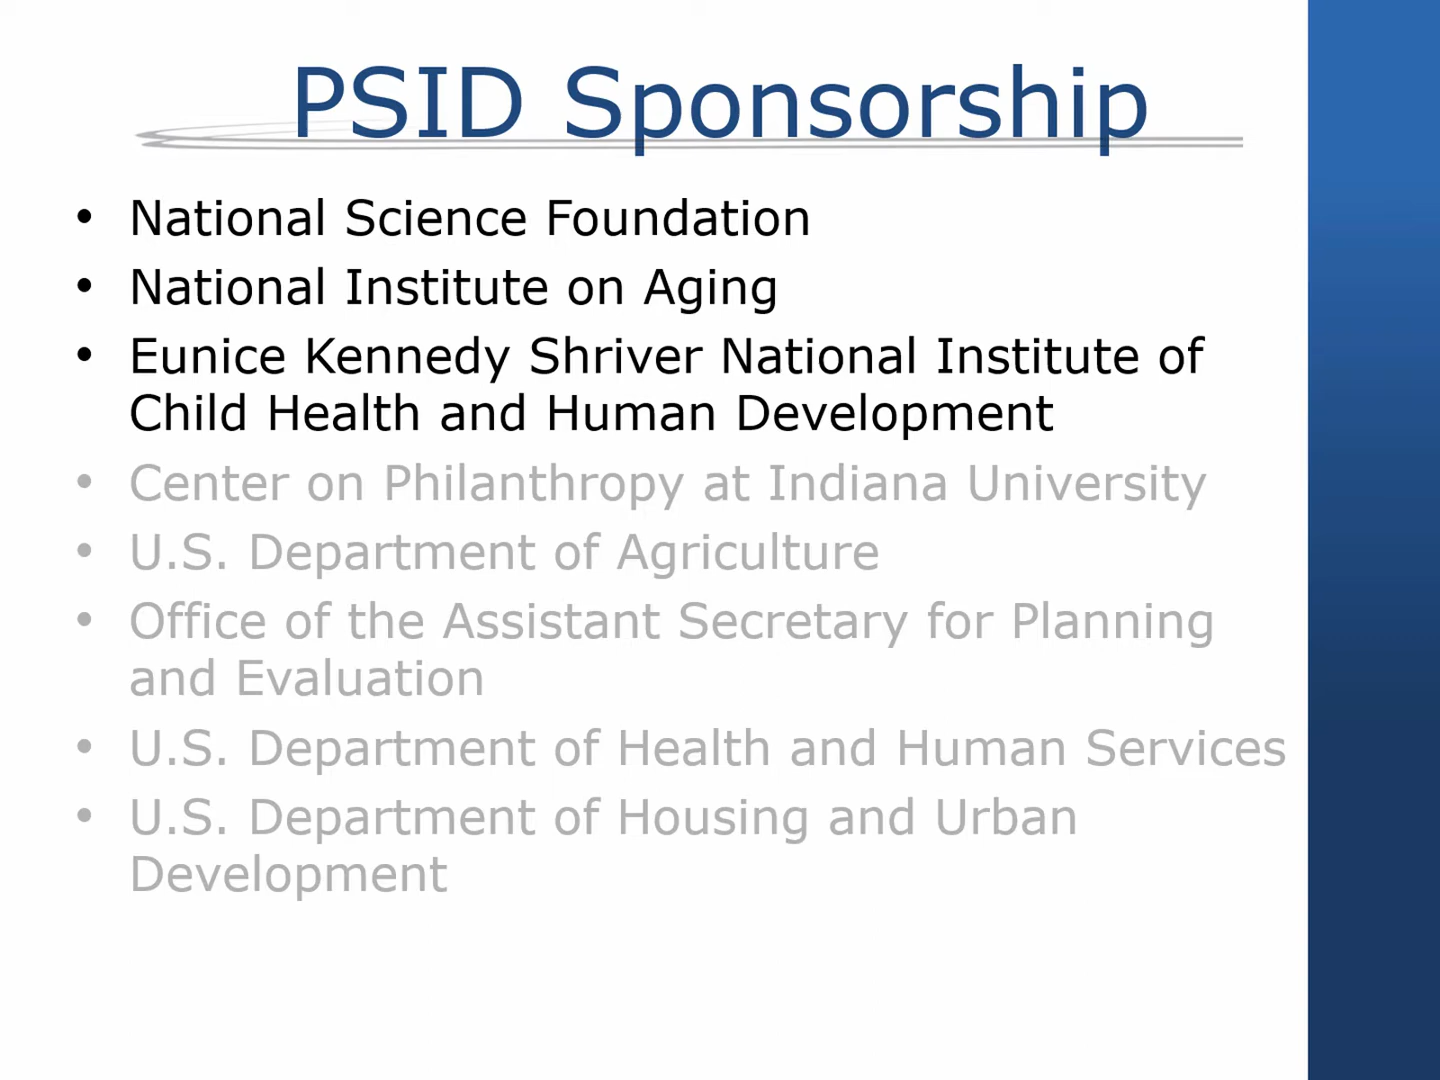 PSID Sponsorship
• National Science Foundation
• National Institute on Aging
• Eunice Kennedy Shriver National Institute of
Child Health and Human Development
• Center on Philanthropy at Indiana University
• U.S. Department of Agriculture
• Office of the Assistant Secretary for Planning
and Evaluation
• U.S. Department of Health and Human Services
• U.S. Department of Housing and Urban
Development